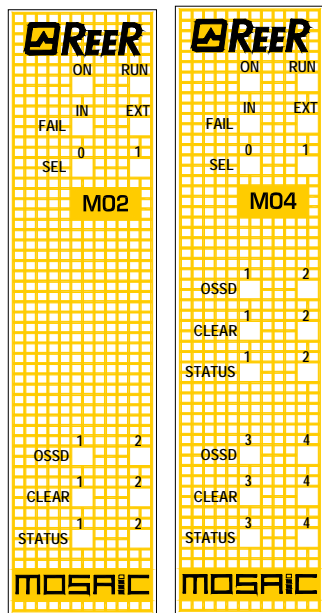 REER
ON RUN
IN EXT
FAIL
0 1
SEL
MO2
1 2
OSSD
1 2
CLEAR
1 2
STATUS
MOSAIC
REER
ON RUN
IN EXT
FAIL
0 1
SEL
MO4
1 2
OSSD
1 2
CLEAR
1 2
STATUS
3 4
OSSD
3 4
CLEAR
3 4
STATUS
MOSAIC